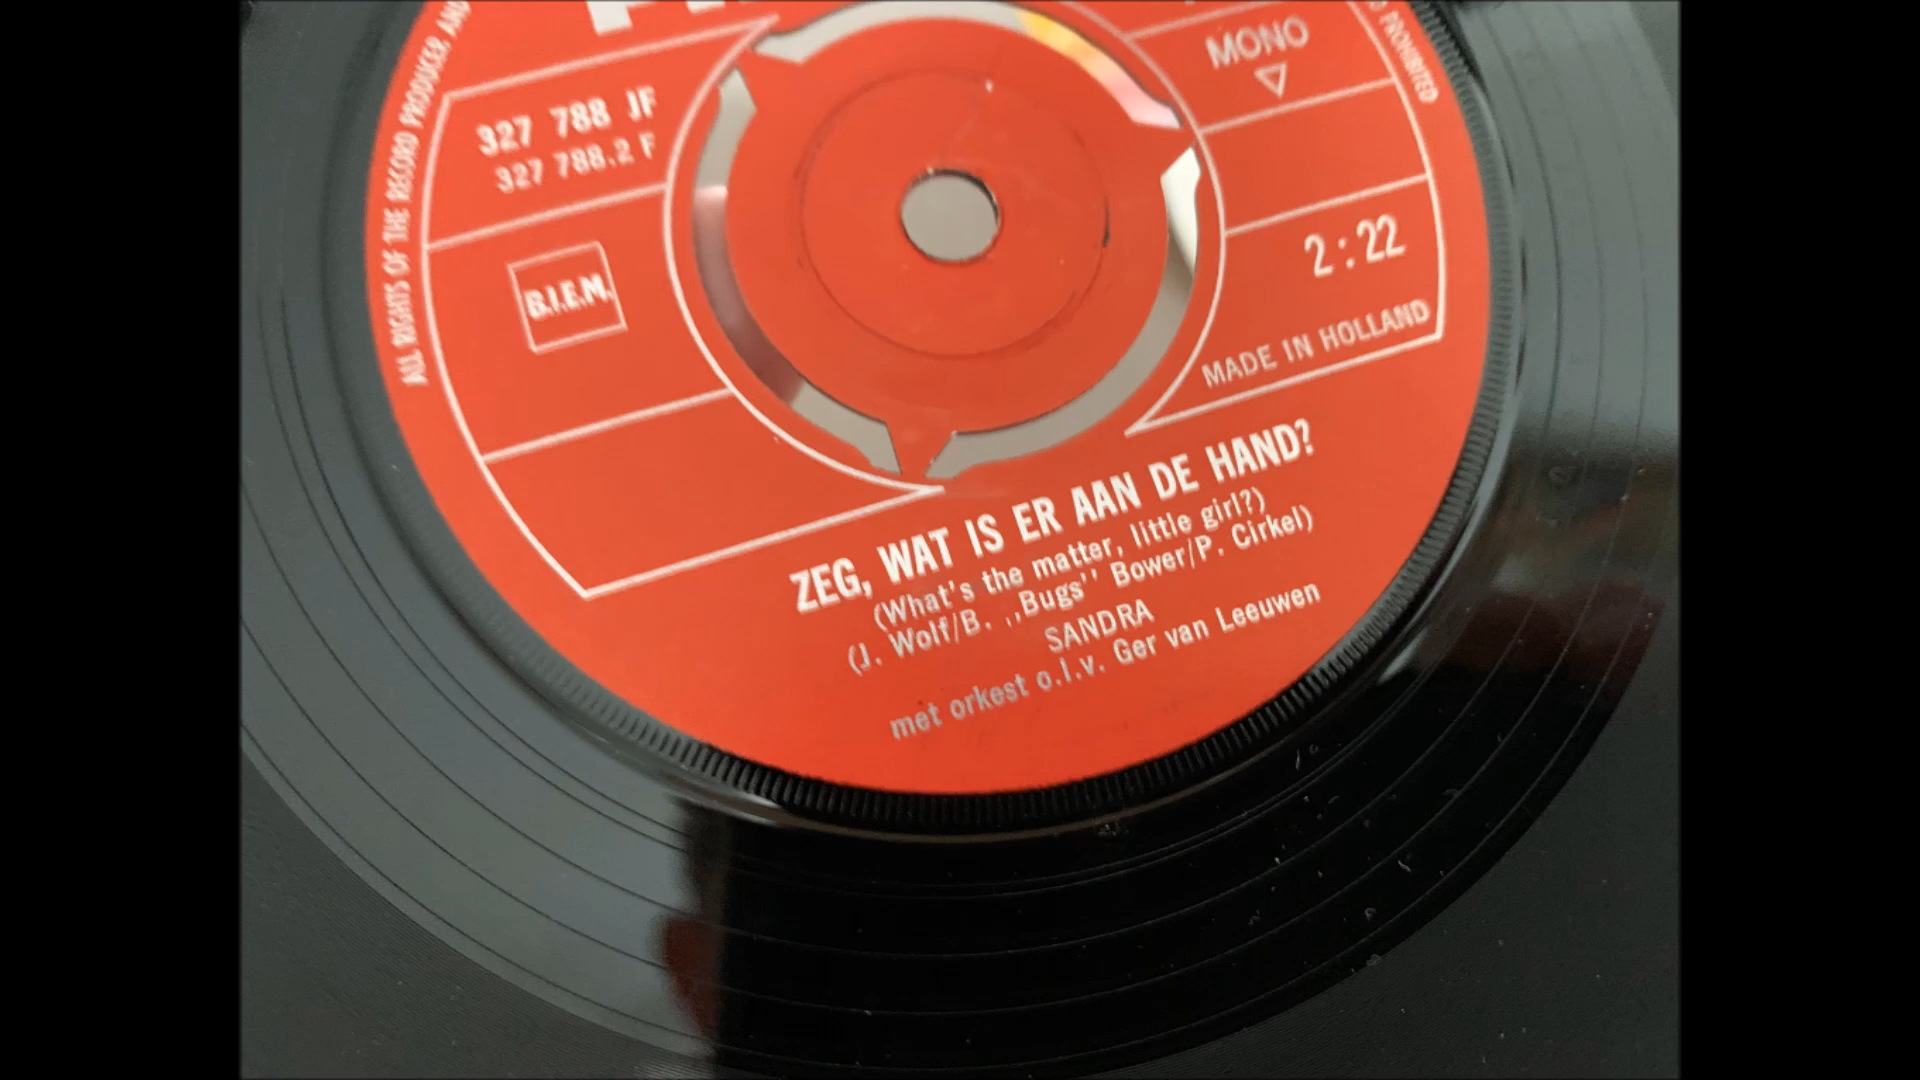 ALL RIGHTS OF THE RECORD PRODUCER AND
PROHIBITED
327 788 JF
327 788.2 F
MONO
B.I.E.M.
2:22
MADE IN HOLLAND
ZEG, WAT IS ER AAN DE HAND?
(What's the matter, little girl?)
(J. Wolf/B. ,,Bugs'' Bower/P. Cirkel)
SANDRA
met orkest o.l.v. Ger van Leeuwen